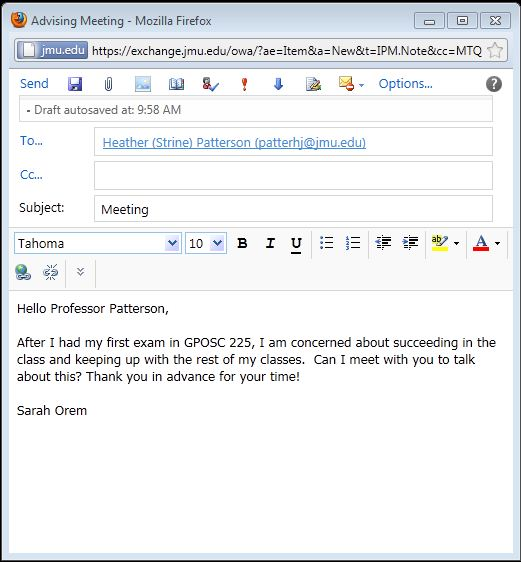 Advising Meeting - Mozilla Firefox
jmu.edu https://exchange.jmu.edu/owa/?ae=Item&a=New&t=IPM.Note&cc=MTQ
Send Options...
- Draft autosaved at: 9:58 AM
To... Heather (Strine) Patterson (patterhj@jmu.edu)
Cc...
Subject: Meeting
Tahoma 10 B I U ab A
Hello Professor Patterson,
After I had my first exam in GPOSC 225, I am concerned about succeeding in the
class and keeping up with the rest of my classes.  Can I meet with you to talk
about this? Thank you in advance for your time!
Sarah Orem